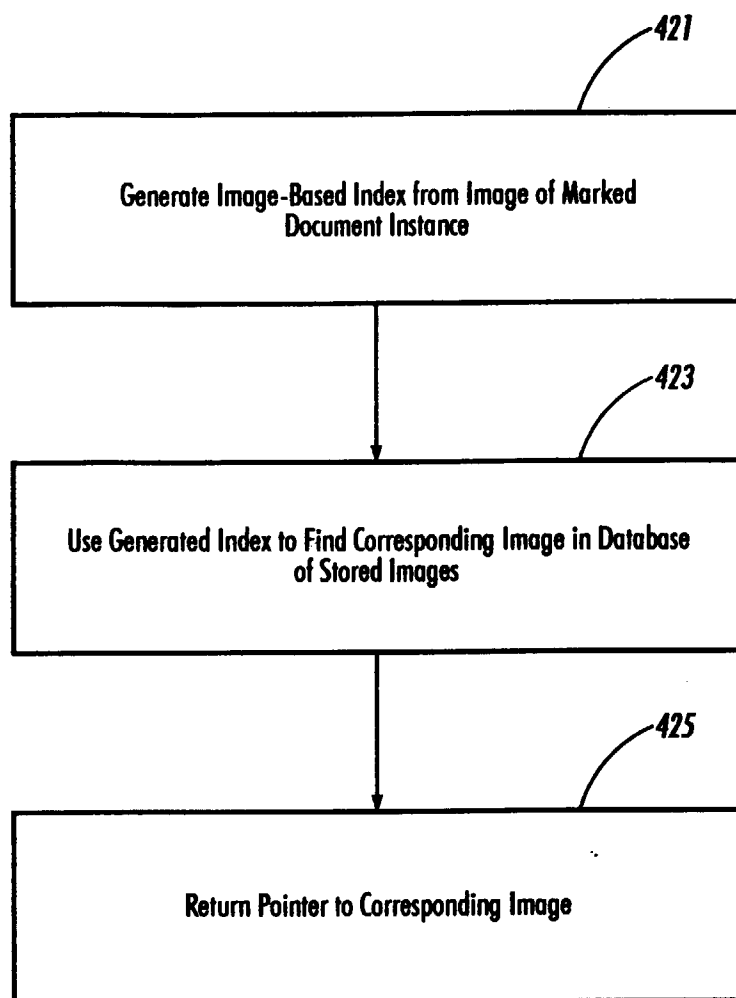 421
Generate Image-Based Index from Image of Marked
Document Instance
423
Use Generated Index to Find Corresponding Image in Database
of Stored Images
425
Return Pointer to Corresponding Image